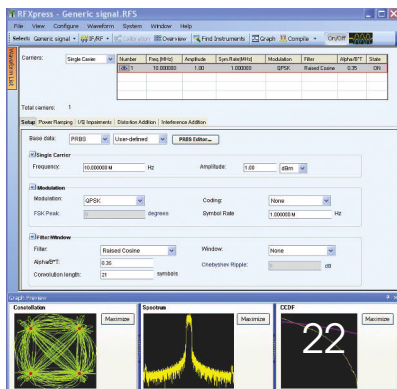 RFXpress - Generic signal.RFS
File View Configure Waveform System Window Help
Select: Generic signal IF/RF Calibration Overview Find Instruments Graph Compile On/Off
Waveform List
Carriers: Single Carrier
Number Freq.(MHz) Amplitude Sym.Rate(MHz) Modulation Filter Alpha/B*T State
1 10.000000 1.00 1.000000 QPSK Raised Cosine 0.35 ON
Total carriers: 1
Setup Power Ramping I/Q Impairments Distortion Addition Interference Addition
Base data: PRBS User-defined PRBS Editor...
Single Carrier
Frequency: 10.000000 M Hz Amplitude: 1.00 dBm
Modulation
Modulation: QPSK Coding: None
FSK Peak: degrees Symbol Rate 1.000000 M Hz
Filter/Window
Filter: Raised Cosine Window: None
Alpha/B*T: 0.35 Chebyshev Ripple: dB
Convolution length: 21 symbols
Graph Preview
Constellation Spectrum CCDF
Maximize Maximize Maximize
22